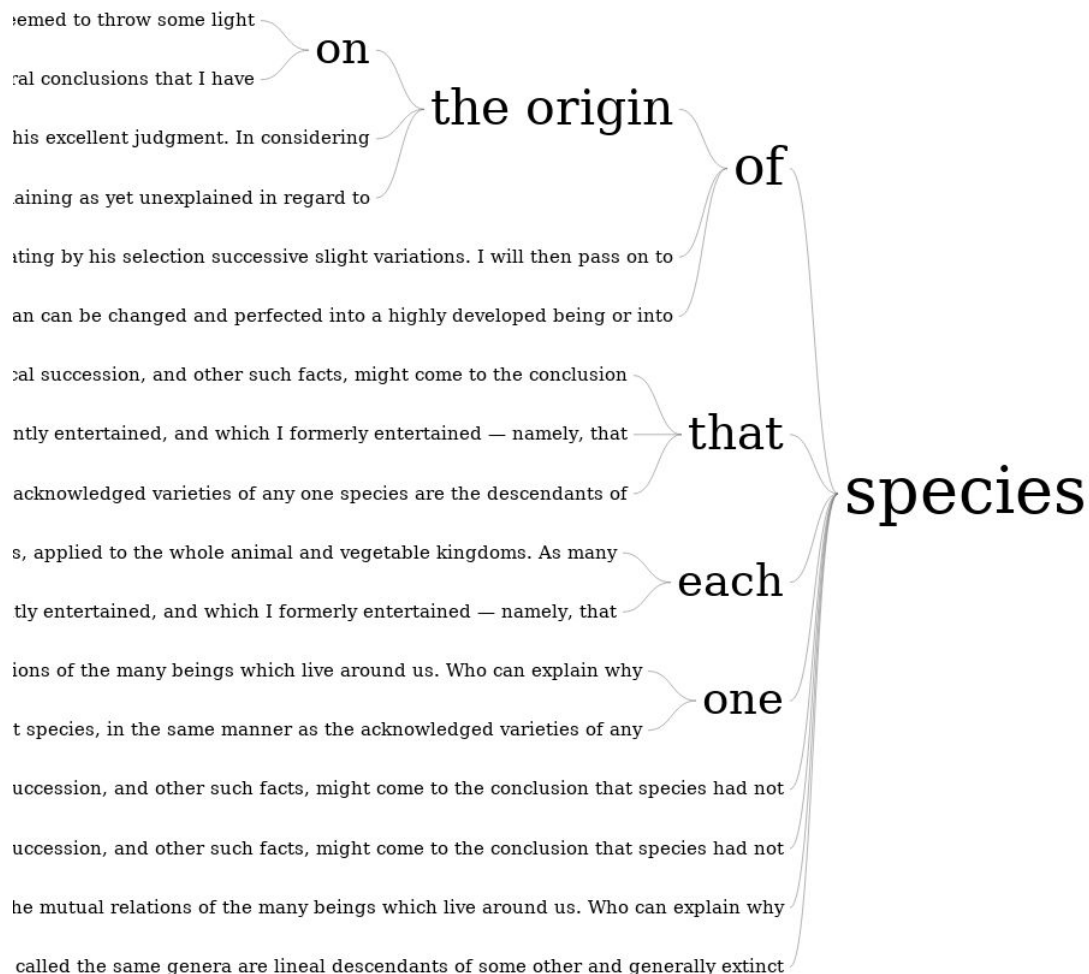 seemed to throw some light
on
ral conclusions that I have
the origin
his excellent judgment. In considering
of
aining as yet unexplained in regard to
ating by his selection successive slight variations. I will then pass on to
an can be changed and perfected into a highly developed being or into
cal succession, and other such facts, might come to the conclusion
ntly entertained, and which I formerly entertained — namely, that
that
species
acknowledged varieties of any one species are the descendants of
s, applied to the whole animal and vegetable kingdoms. As many
each
tly entertained, and which I formerly entertained — namely, that
ions of the many beings which live around us. Who can explain why
one
t species, in the same manner as the acknowledged varieties of any
uccession, and other such facts, might come to the conclusion that species had not
uccession, and other such facts, might come to the conclusion that species had not
he mutual relations of the many beings which live around us. Who can explain why
called the same genera are lineal descendants of some other and generally extinct